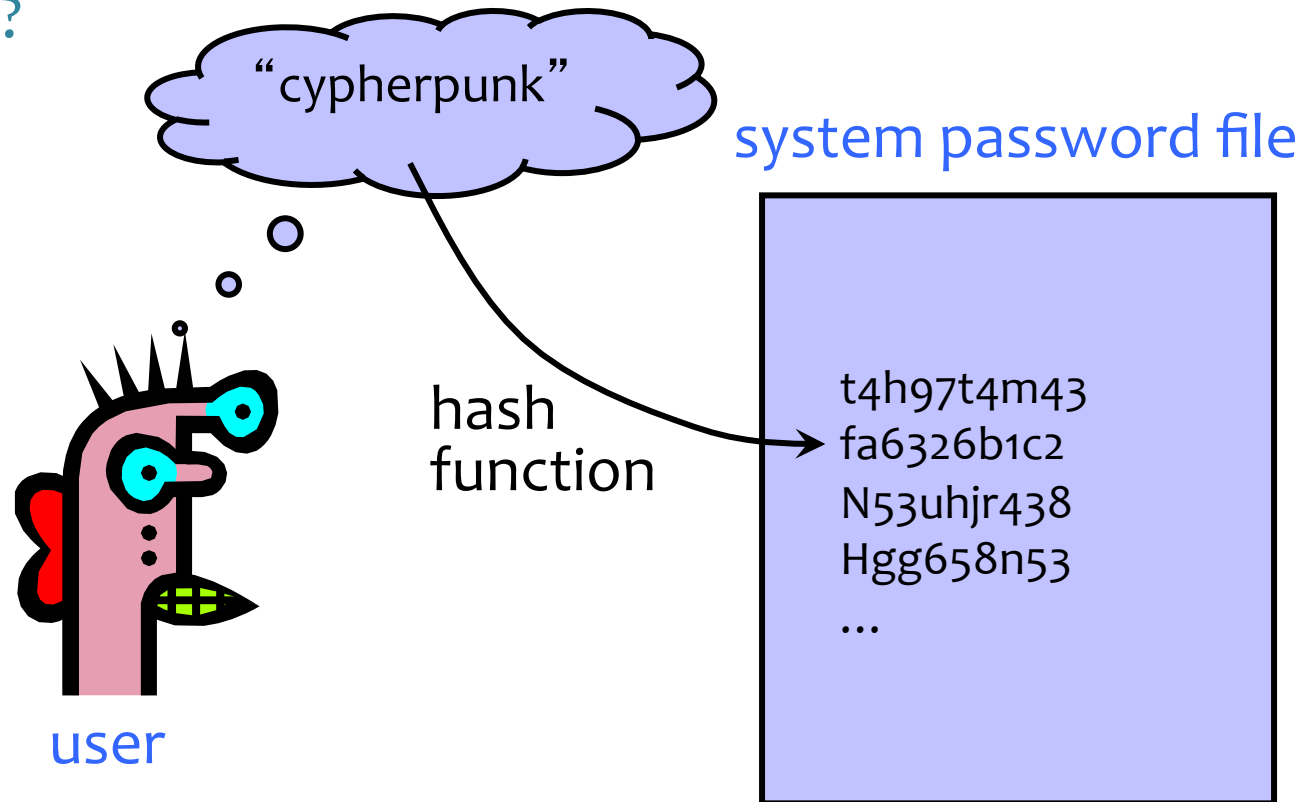 ?
“cypherpunk”
system password file
hash
function
t4h97t4m43
fa6326b1c2
N53uhjr438
Hgg658n53
...
user